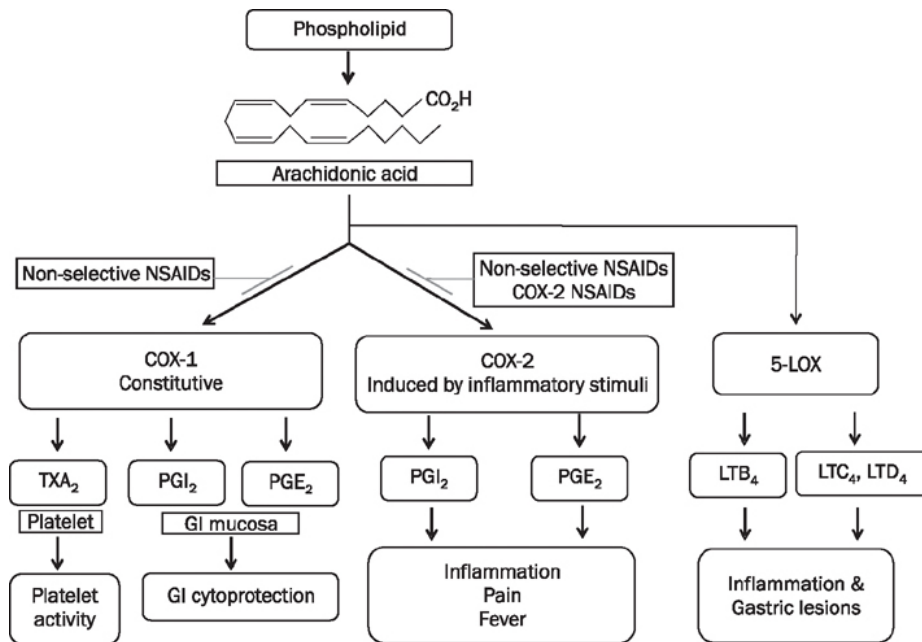 Phospholipid
CO₂H
Arachidonic acid
Non-selective NSAIDs
Non-selective NSAIDs
COX-2 NSAIDs
COX-1
Constitutive
COX-2
Induced by inflammatory stimuli
5-LOX
TXA₂
PGI₂
PGE₂
PGI₂
PGE₂
LTB₄
LTC₄, LTD₄
Platelet
GI mucosa
Platelet
activity
GI cytoprotection
Inflammation
Pain
Fever
Inflammation &
Gastric lesions